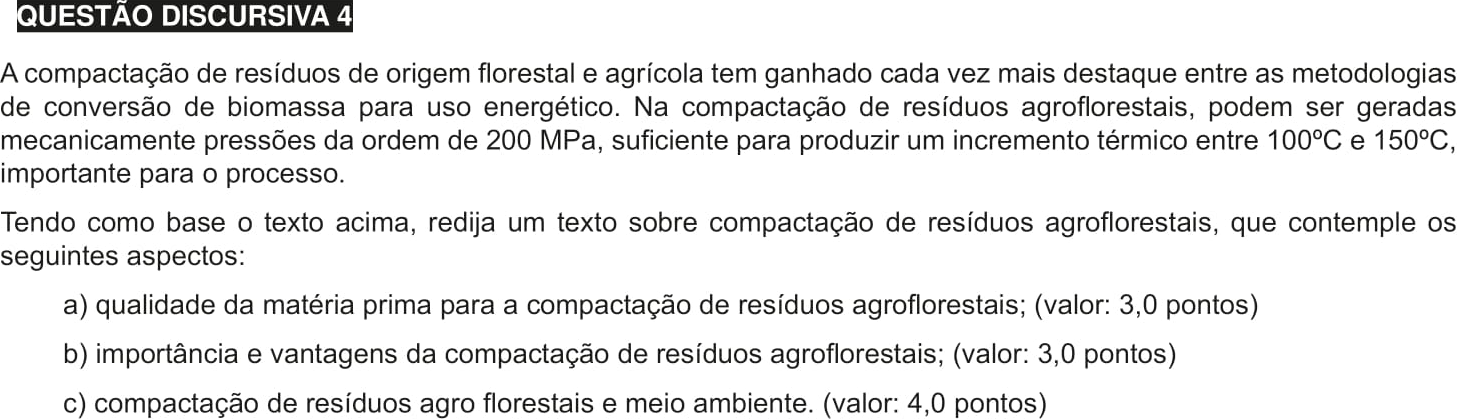 QUESTÃO DISCURSIVA 4
A compactação de resíduos de origem florestal e agrícola tem ganhado cada vez mais destaque entre as metodologias
de conversão de biomassa para uso energético. Na compactação de resíduos agroflorestais, podem ser geradas
mecanicamente pressões da ordem de 200 MPa, suficiente para produzir um incremento térmico entre 100ºC e 150ºC,
importante para o processo.
Tendo como base o texto acima, redija um texto sobre compactação de resíduos agroflorestais, que contemple os
seguintes aspectos:
a) qualidade da matéria prima para a compactação de resíduos agroflorestais; (valor: 3,0 pontos)
b) importância e vantagens da compactação de resíduos agroflorestais; (valor: 3,0 pontos)
c) compactação de resíduos agro florestais e meio ambiente. (valor: 4,0 pontos)